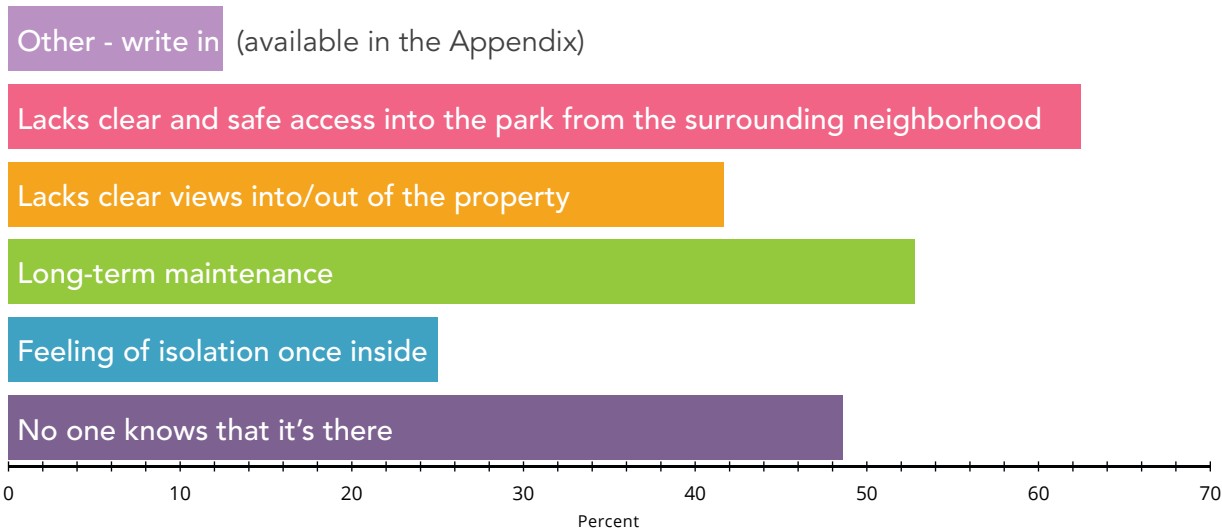 Other - write in (available in the Appendix)
Lacks clear and safe access into the park from the surrounding neighborhood
Lacks clear views into/out of the property
Long-term maintenance
Feeling of isolation once inside
No one knows that it’s there
0 10 20 30 40 50 60 70
Percent